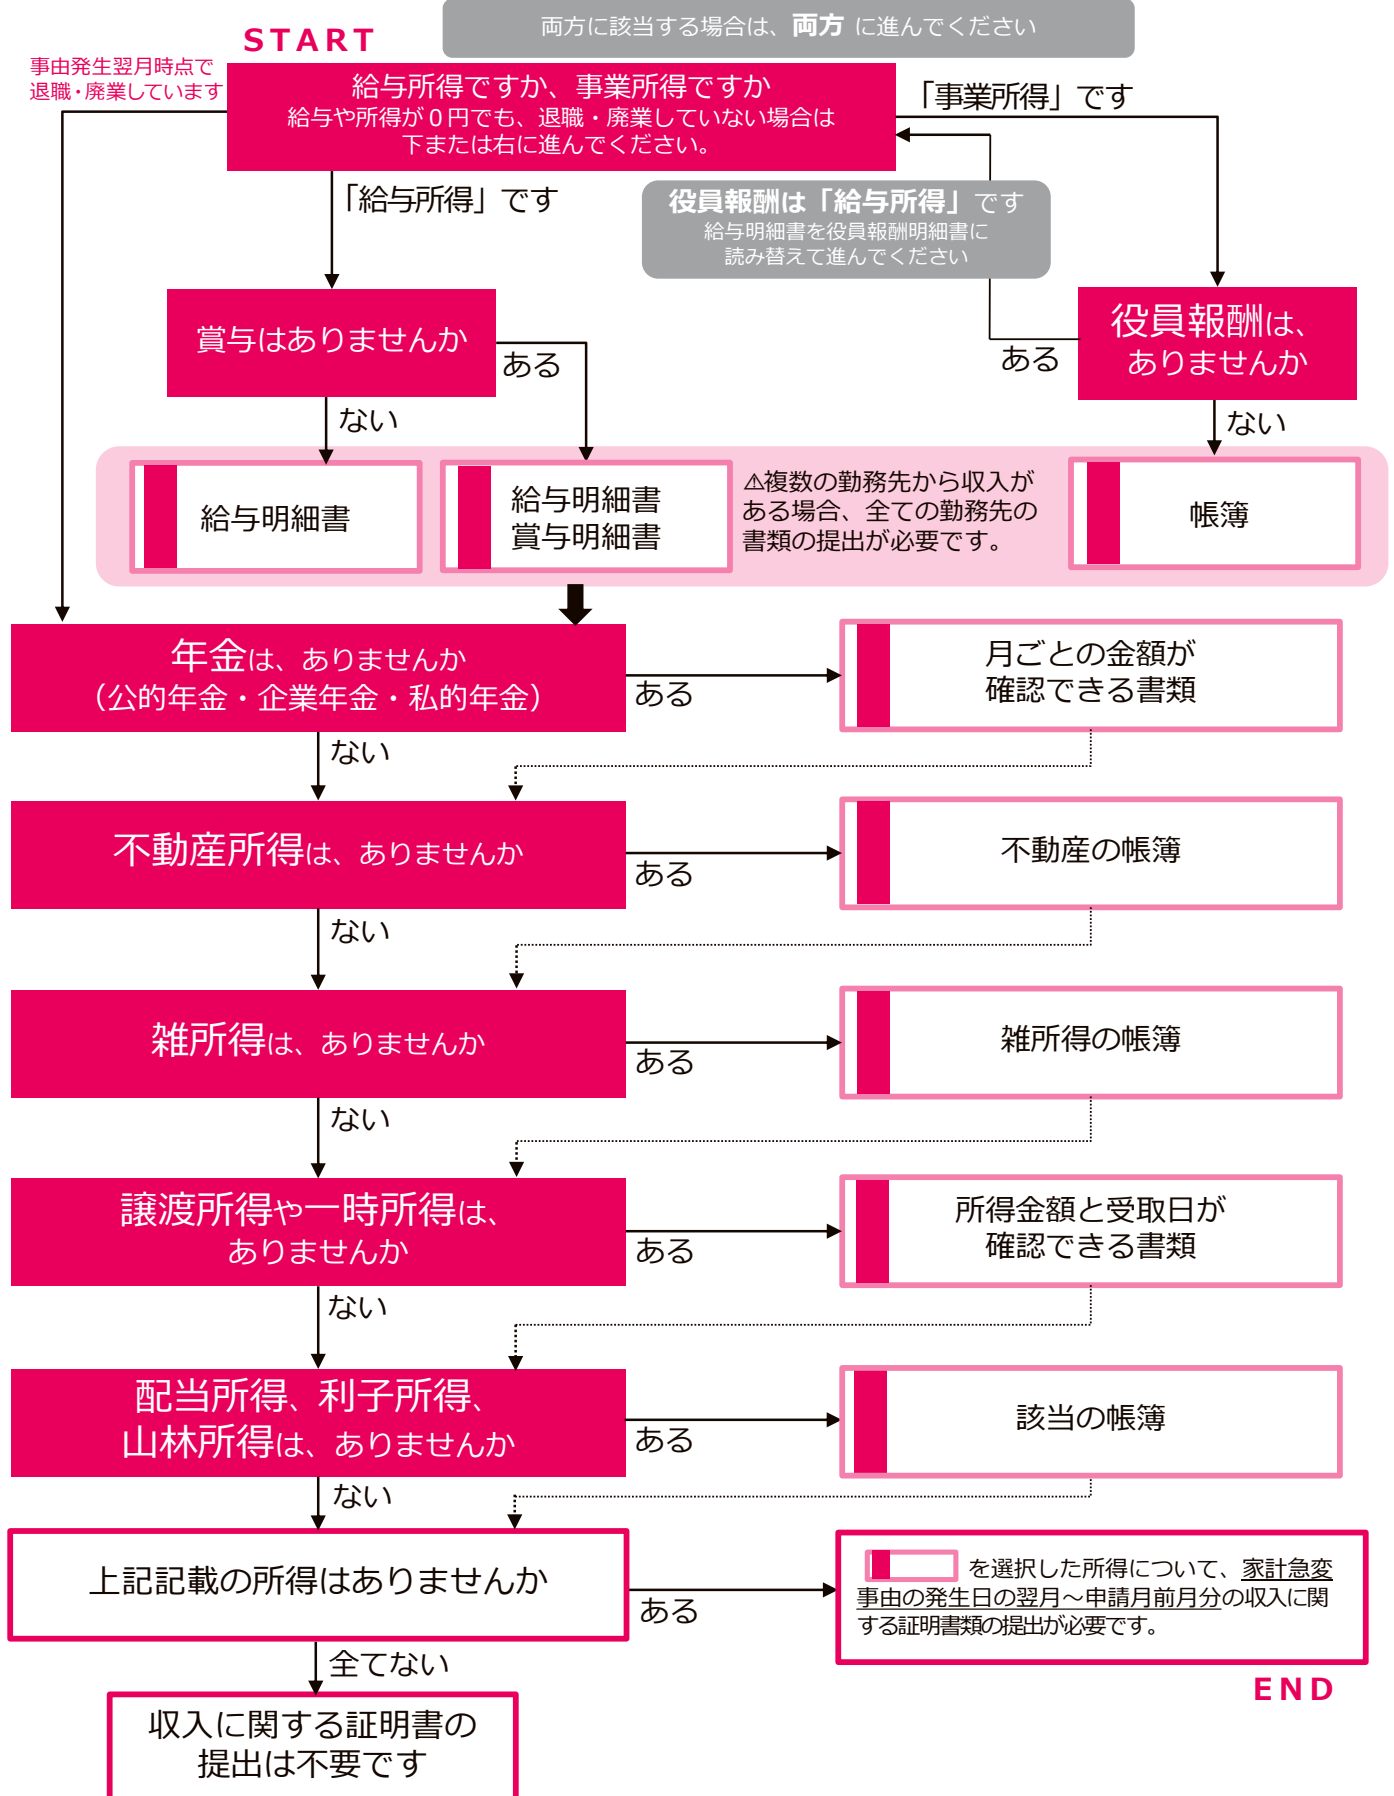 両方に該当する場合は、両方 に進んでください
START
事由発生翌月時点で
退職・廃業しています
給与所得ですか、事業所得ですか
給与や所得が０円でも、退職・廃業していない場合は
下または右に進んでください。
「事業所得」です
「給与所得」です
役員報酬は「給与所得」です
給与明細書を役員報酬明細書に
読み替えて進んでください
賞与はありませんか
ある
ない
役員報酬は、
ありませんか
ある
ない
給与明細書
給与明細書
賞与明細書
⚠複数の勤務先から収入が
ある場合、全ての勤務先の
書類の提出が必要です。
帳簿
年金は、ありませんか
（公的年金・企業年金・私的年金）
ある
月ごとの金額が
確認できる書類
ない
不動産所得は、ありませんか
ある
不動産の帳簿
ない
雑所得は、ありませんか
ある
雑所得の帳簿
ない
譲渡所得や一時所得は、
ありませんか
ある
所得金額と受取日が
確認できる書類
ない
配当所得、利子所得、
山林所得は、ありませんか
ある
該当の帳簿
ない
上記記載の所得はありませんか
ある
を選択した所得について、家計急変
事由の発生日の翌月～申請月前月分の収入に関
する証明書類の提出が必要です。
END
全てない
収入に関する証明書の
提出は不要です